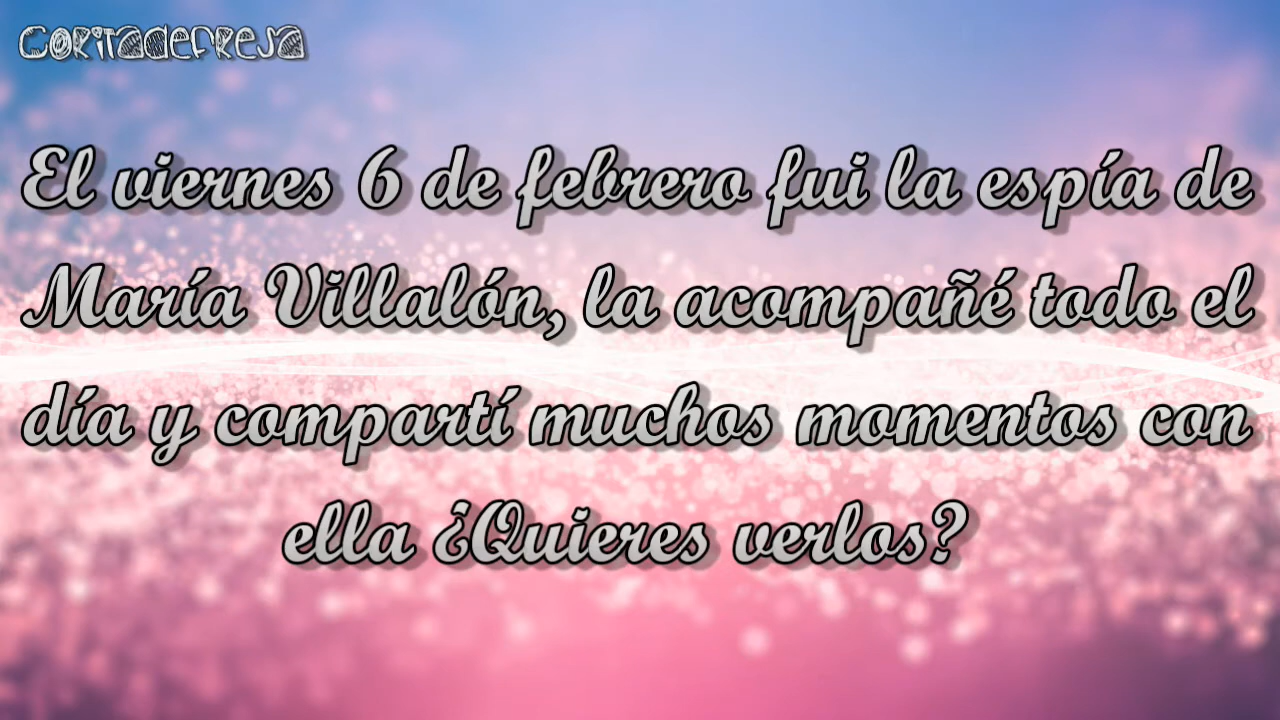 CORITADEFRESA
El viernes 6 de febrero fui la espía de
María Villalón, la acompañé todo el
día y compartí muchos momentos con
ella ¿Quieres verlos?